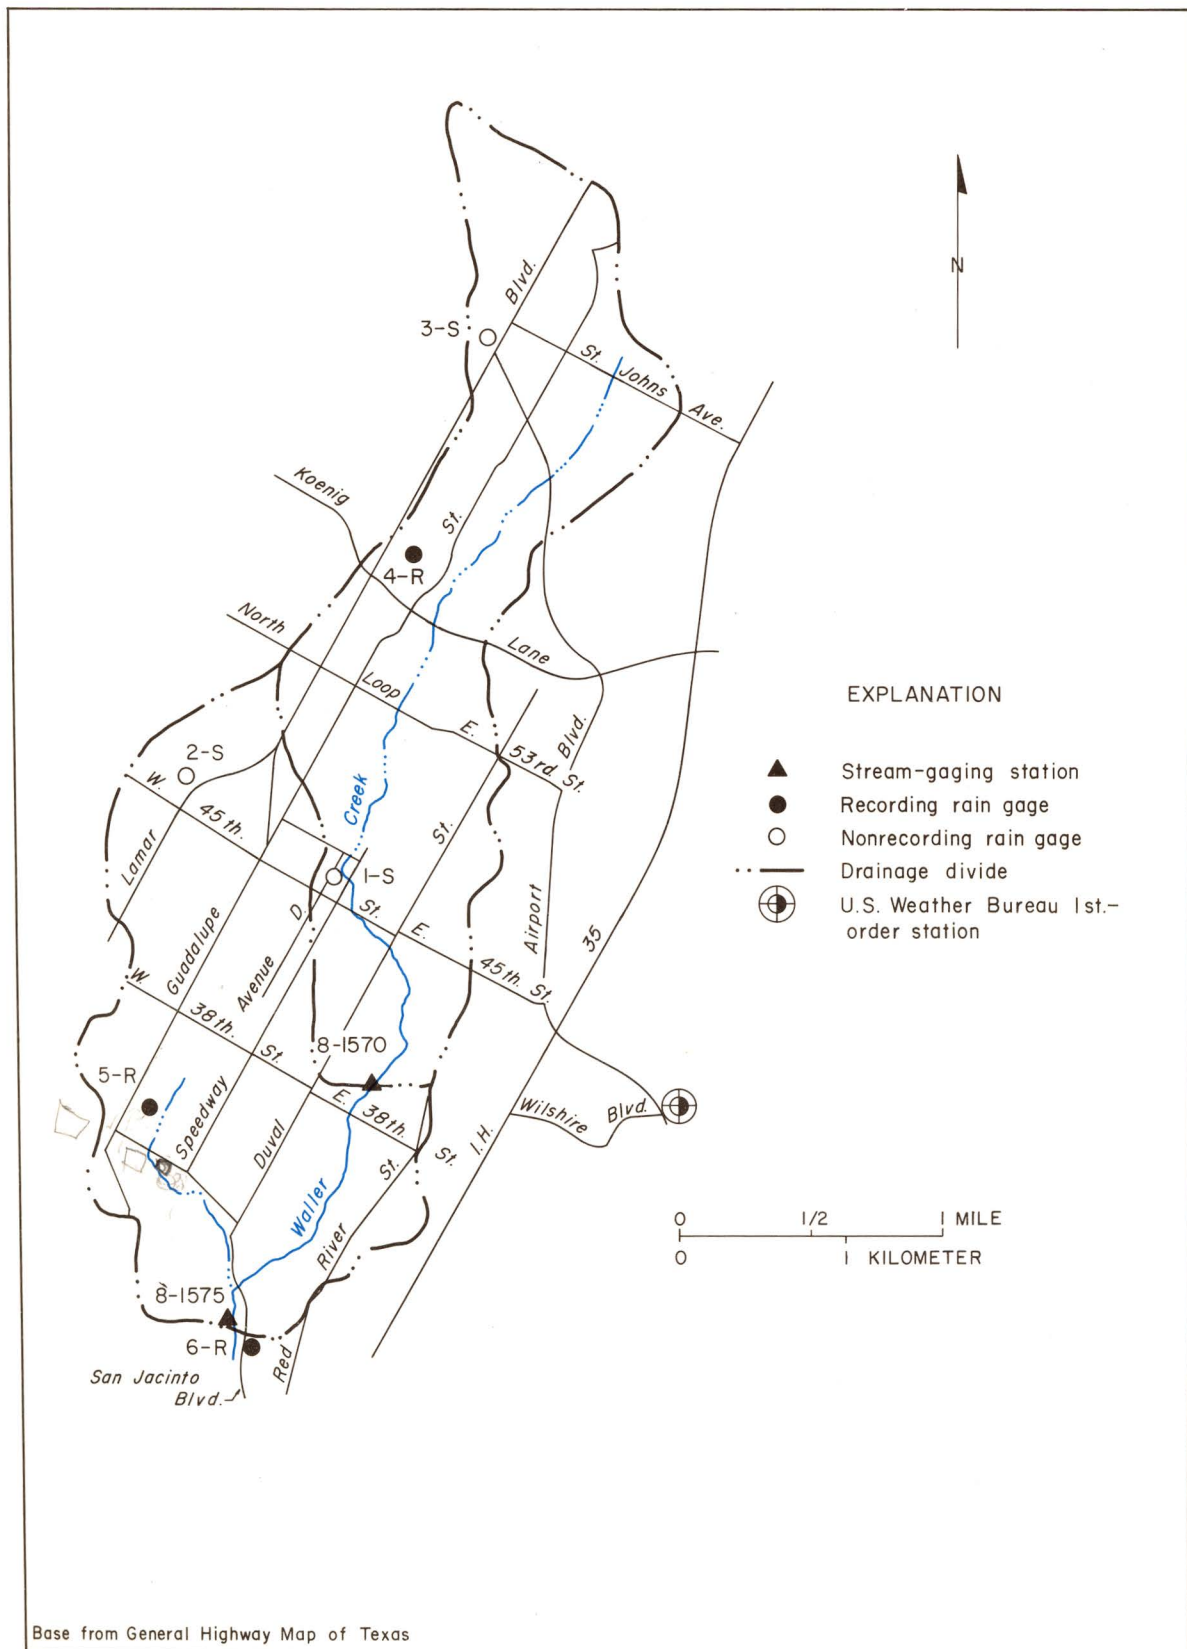 N
Blvd.
3-S
St. Johns Ave.
Koenig
St.
4-R
North
Lane
Loop
E.
53rd. St.
Blvd.
EXPLANATION
2-S
W.
45th.
Creek
St.
Stream-gaging station
Recording rain gage
Nonrecording rain gage
Drainage divide
U.S. Weather Bureau 1st.-
order station
Lamar
1-S
D.
St.
E.
Airport
35
Guadalupe
Avenue
45th. St.
W.
38th.
St.
8-1570
5-R
Speedway
E.
38th.
St.
Wilshire Blvd.
I.H.
Duval
St.
Waller
River
0 1/2 1 MILE
0 1 KILOMETER
8-1575
6-R
Red
San Jacinto
Blvd.
Base from General Highway Map of Texas